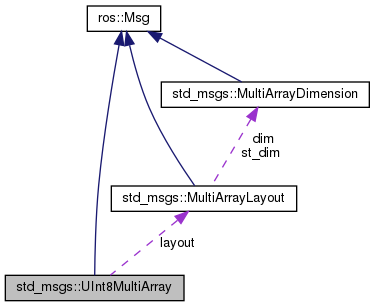 ros::Msg
std_msgs::MultiArrayDimension
dim
st_dim
std_msgs::MultiArrayLayout
layout
std_msgs::UInt8MultiArray